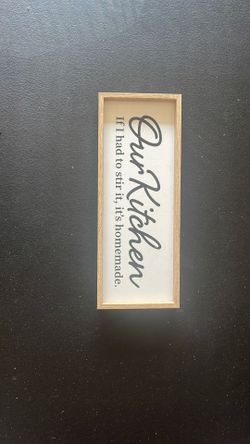 Our Kitchen
If I had to stir it, it's homemade.